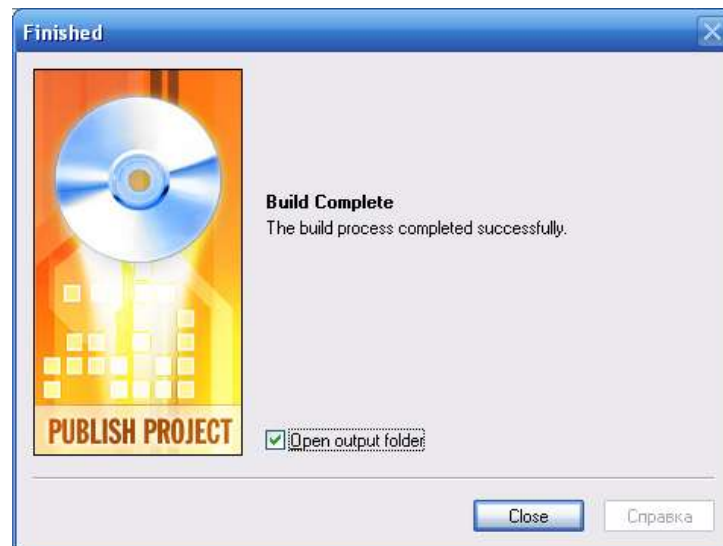 Finished
Build Complete
The build process completed successfully.
PUBLISH PROJECT
Open output folder
Close
Справка